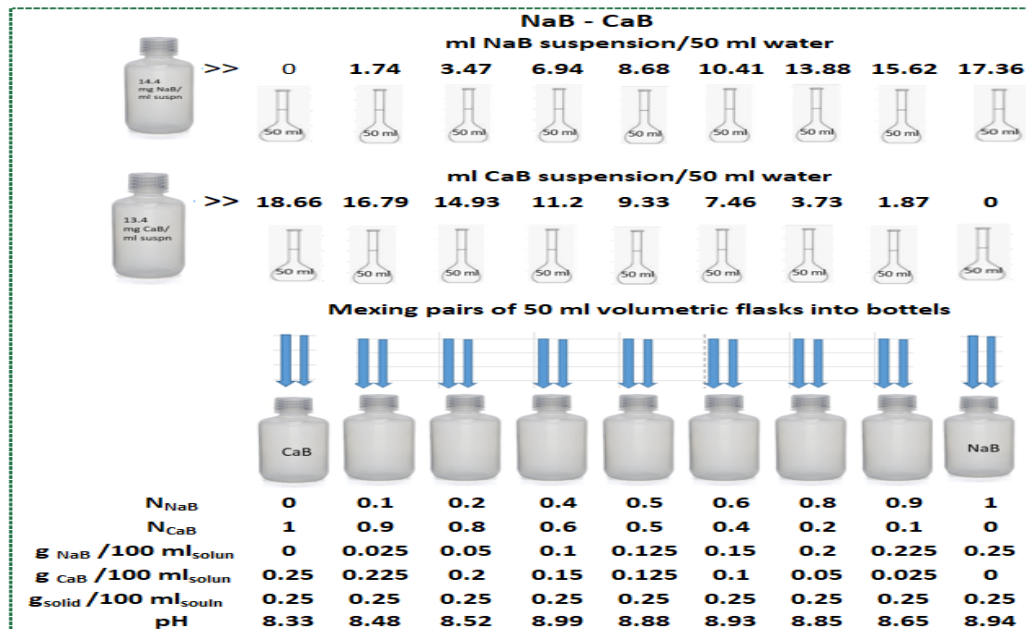 NaB - CaB
ml NaB suspension/50 ml water
14.4 mg NaB/ ml suspn
>> 0 1.74 3.47 6.94 8.68 10.41 13.88 15.62 17.36
50 ml 50 ml 50 ml 50 ml 50 ml 50 ml 50 ml 50 ml 50 ml
ml CaB suspension/50 ml water
13.4 mg CaB/ ml suspn
>> 18.66 16.79 14.93 11.2 9.33 7.46 3.73 1.87 0
50 ml 50 ml 50 ml 50 ml 50 ml 50 ml 50 ml 50 ml 50 ml
Mexing pairs of 50 ml volumetric flasks into bottels
CaB NaB
NNaB 0 0.1 0.2 0.4 0.5 0.6 0.8 0.9 1
NCaB 1 0.9 0.8 0.6 0.5 0.4 0.2 0.1 0
g NaB /100 mlsolun 0 0.025 0.05 0.1 0.125 0.15 0.2 0.225 0.25
g CaB /100 mlsolun 0.25 0.225 0.2 0.15 0.125 0.1 0.05 0.025 0
gsolid /100 mlsouln 0.25 0.25 0.25 0.25 0.25 0.25 0.25 0.25 0.25
pH 8.33 8.48 8.52 8.99 8.88 8.93 8.85 8.65 8.94